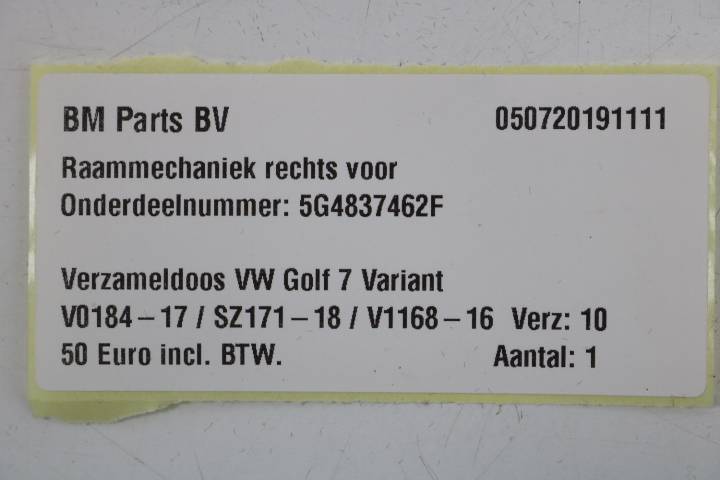 BM Parts BV 050720191111
Raammechaniek rechts voor
Onderdeelnummer: 5G4837462F
Verzameldoos VW Golf 7 Variant
V0184-17 / SZ171-18 / V1168-16 Verz: 10
50 Euro incl. BTW. Aantal: 1